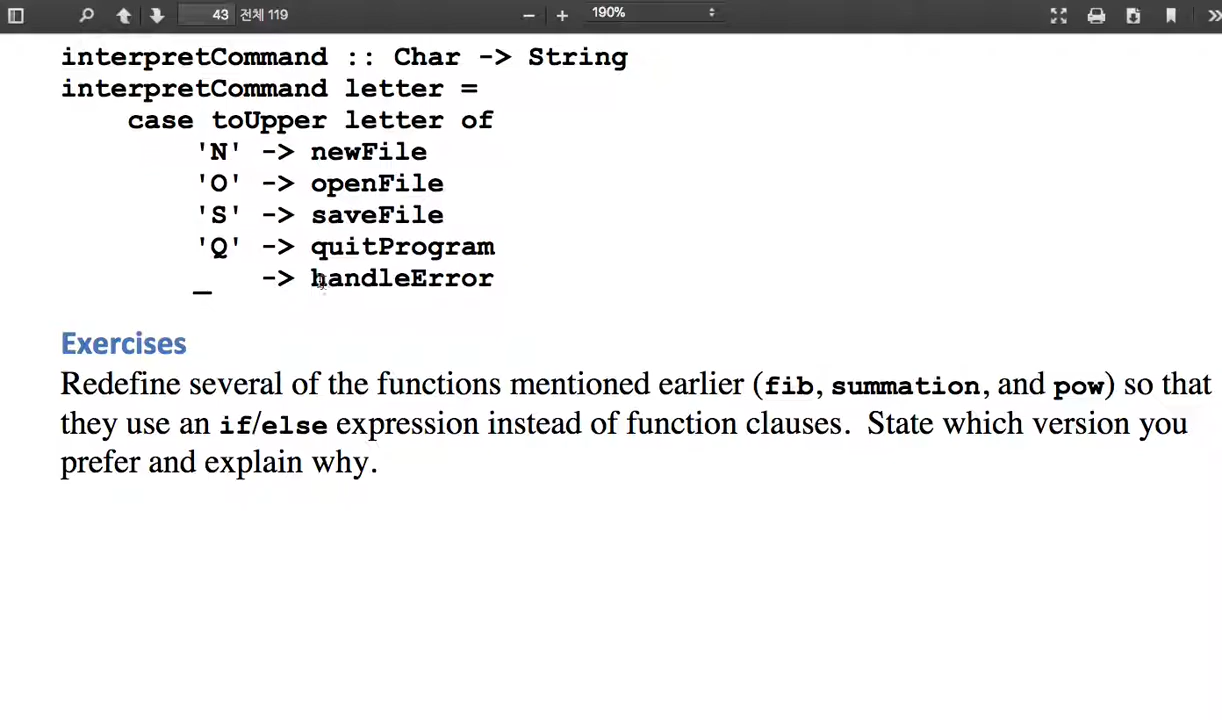 43 전체 119 190%
interpretCommand :: Char -> String
interpretCommand letter =
case toUpper letter of
'N' -> newFile
'O' -> openFile
'S' -> saveFile
'Q' -> quitProgram
_ -> handleError
Exercises
Redefine several of the functions mentioned earlier (fib, summation, and pow) so that
they use an if/else expression instead of function clauses. State which version you
prefer and explain why.